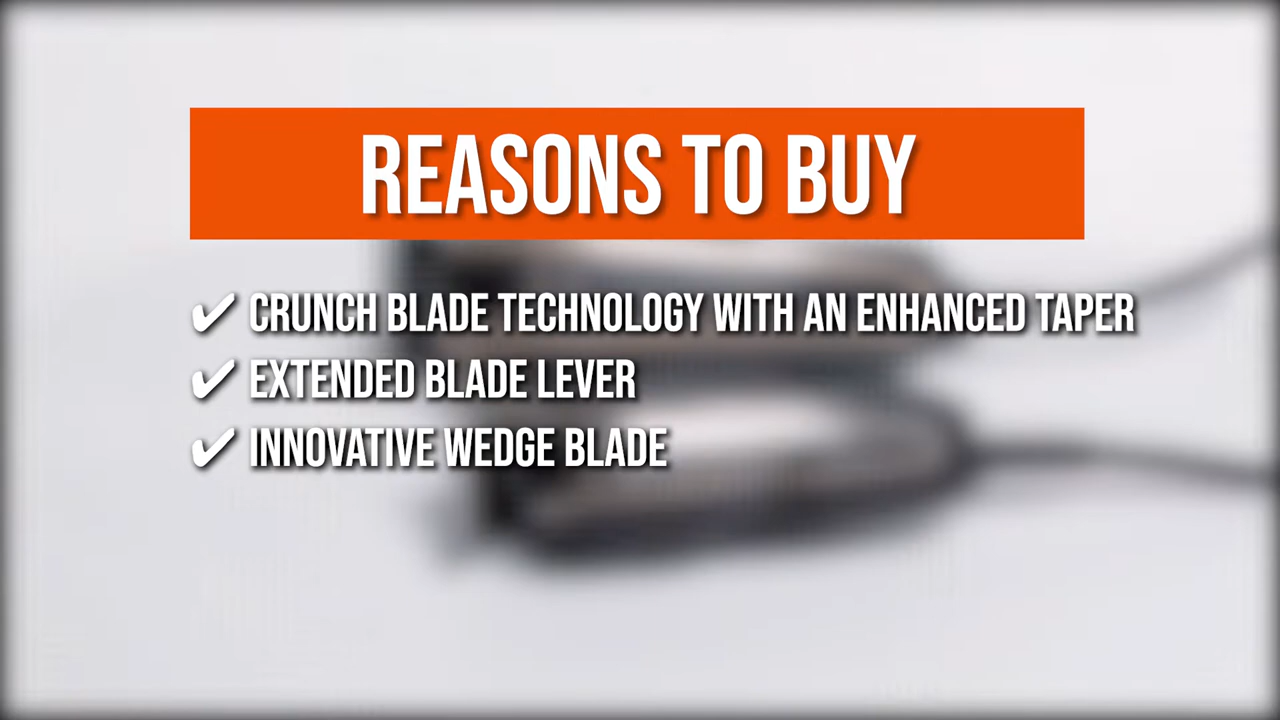 REASONS TO BUY
✔ CRUNCH BLADE TECHNOLOGY WITH AN ENHANCED TAPER
✔ EXTENDED BLADE LEVER
✔ INNOVATIVE WEDGE BLADE